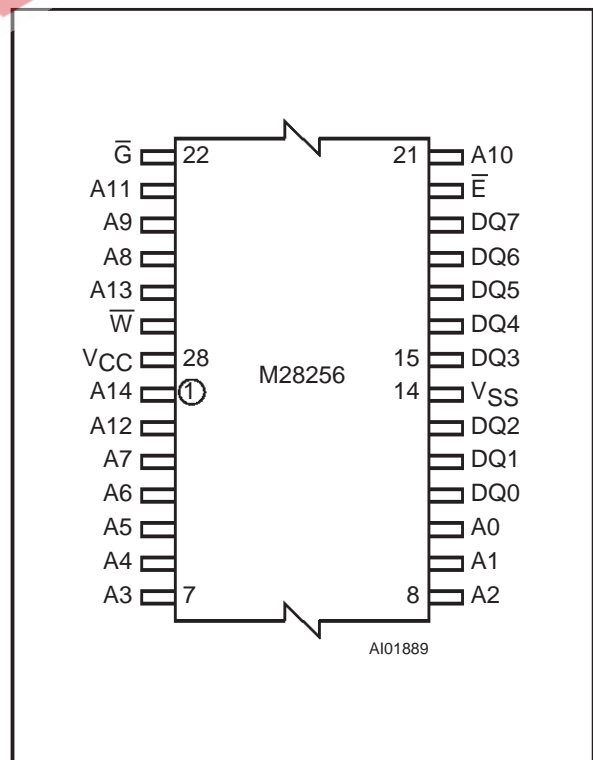 G̅ 22 21 A10
A11 E̅
A9 DQ7
A8 DQ6
A13 DQ5
W̅ DQ4
VCC 28 15 DQ3
M28256
A14 1 14 VSS
A12 DQ2
A7 DQ1
A6 DQ0
A5 A0
A4 A1
A3 7 8 A2
AI01889